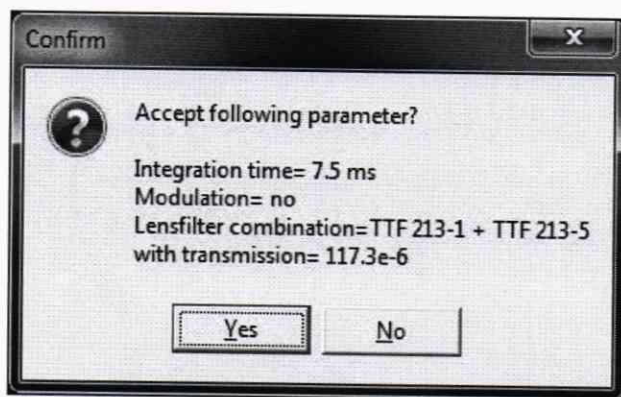 Confirm
Accept following parameter?
Integration time= 7.5 ms
Modulation= no
Lensfilter combination=TTF 213-1 + TTF 213-5
with transmission= 117.3e-6
Yes
No